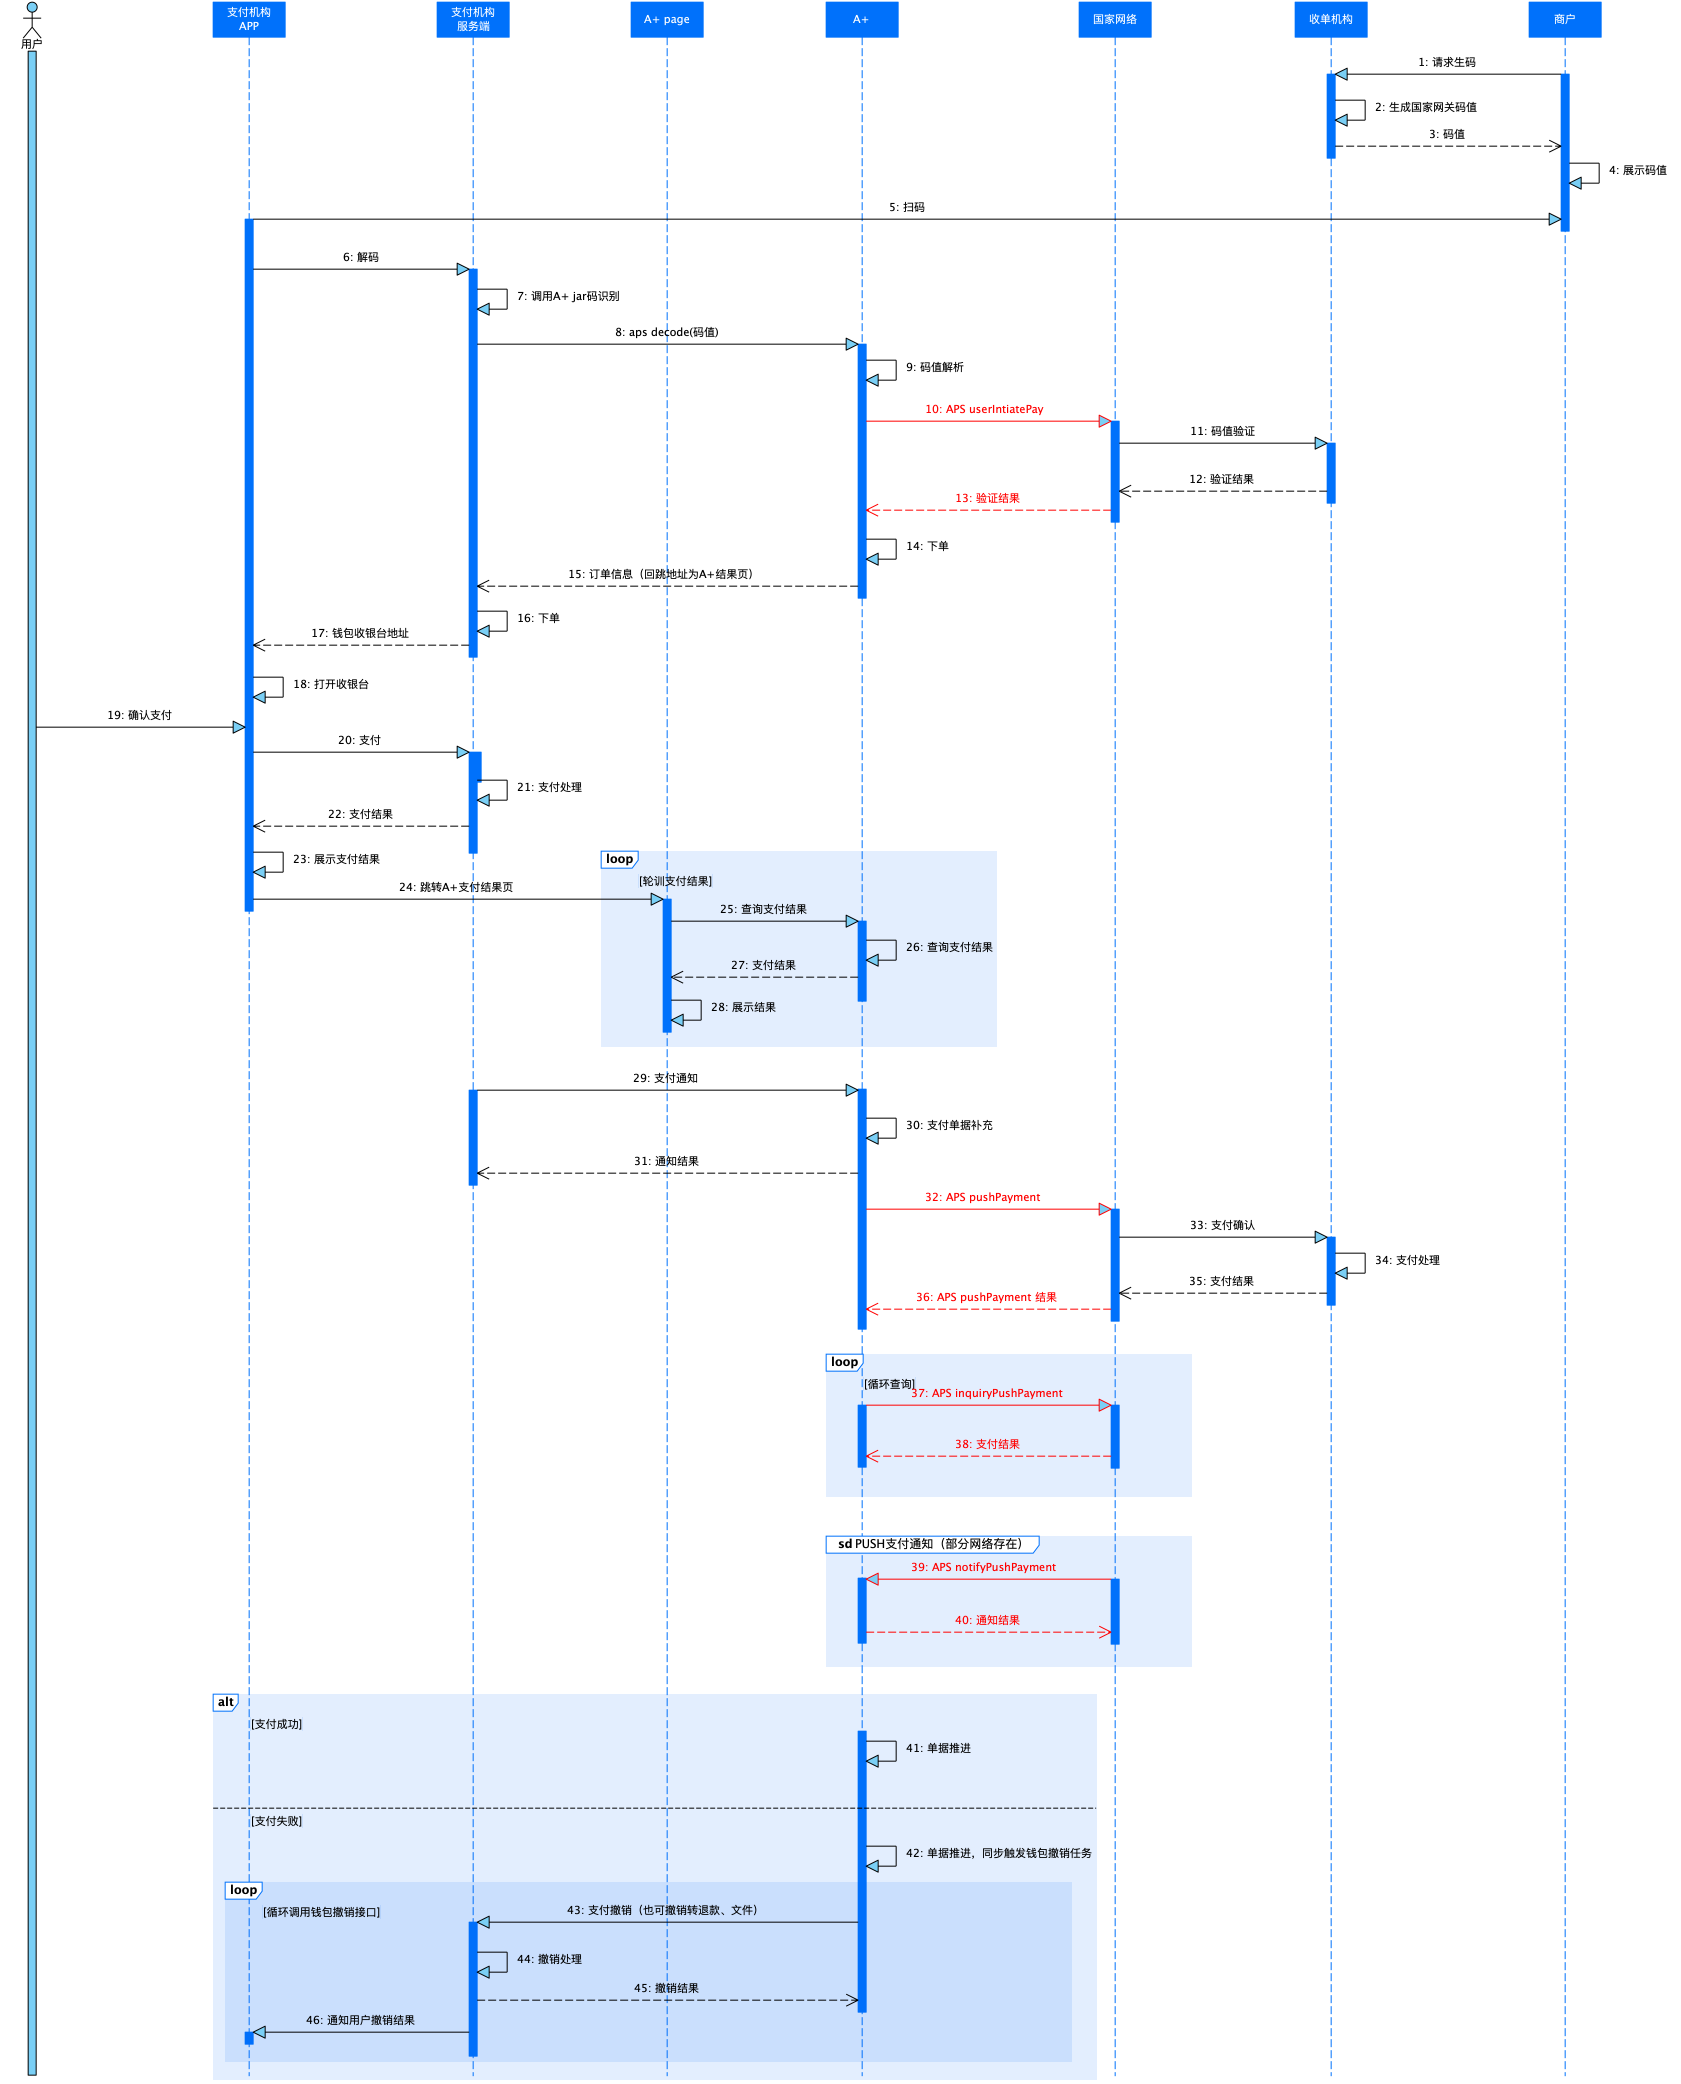 用户
支付机构
APP
支付机构
服务端
A+ page
A+
国家网络
收单机构
商户
1: 请求生码
2: 生成国家网关码值
3: 码值
4: 展示码值
5: 扫码
6: 解码
7: 调用A+ jar码识别
8: aps decode(码值)
9: 码值解析
10: APS userIntiatePay
11: 码值验证
12: 验证结果
13: 验证结果
14: 下单
15: 订单信息（回跳地址为A+结果页）
16: 下单
17: 钱包收银台地址
18: 打开收银台
19: 确认支付
20: 支付
21: 支付处理
22: 支付结果
23: 展示支付结果
loop
[轮训支付结果]
24: 跳转A+支付结果页
25: 查询支付结果
26: 查询支付结果
27: 支付结果
28: 展示结果
29: 支付通知
30: 支付单据补充
31: 通知结果
32: APS pushPayment
33: 支付确认
34: 支付处理
35: 支付结果
36: APS pushPayment 结果
loop
[循环查询]
37: APS inquiryPushPayment
38: 支付结果
sd PUSH支付通知（部分网络存在）
39: APS notifyPushPayment
40: 通知结果
alt
[支付成功]
41: 单据推进
[支付失败]
42: 单据推进，同步触发钱包撤销任务
loop
[循环调用钱包撤销接口]
43: 支付撤销（也可撤销转退款、文件）
44: 撤销处理
45: 撤销结果
46: 通知用户撤销结果